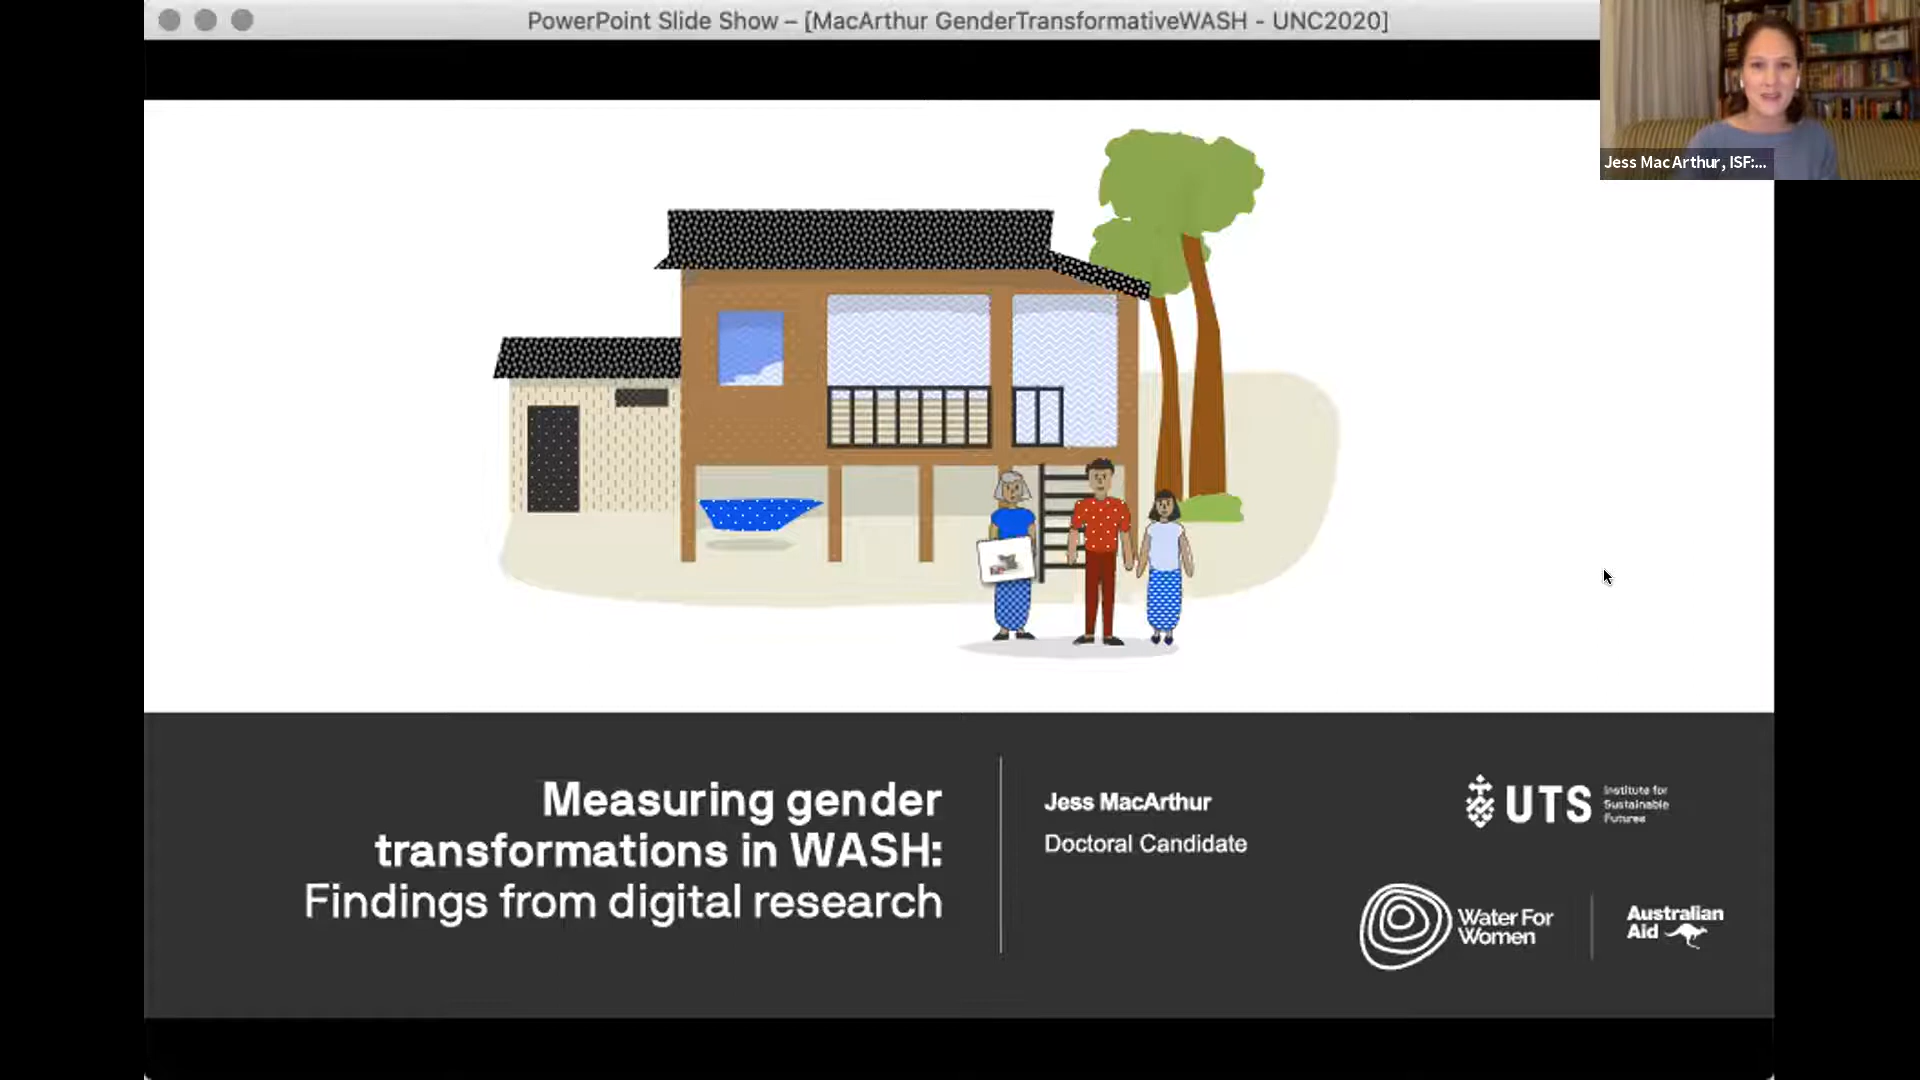 PowerPoint Slide Show – [MacArthur GenderTransformativeWASH - UNC2020]
Jess MacArthur, ISF:...
Measuring gender
transformations in WASH:
Findings from digital research
Jess MacArthur
Doctoral Candidate
UTS
Institute for
Sustainable
Futures
Water For
Women
Australian
Aid